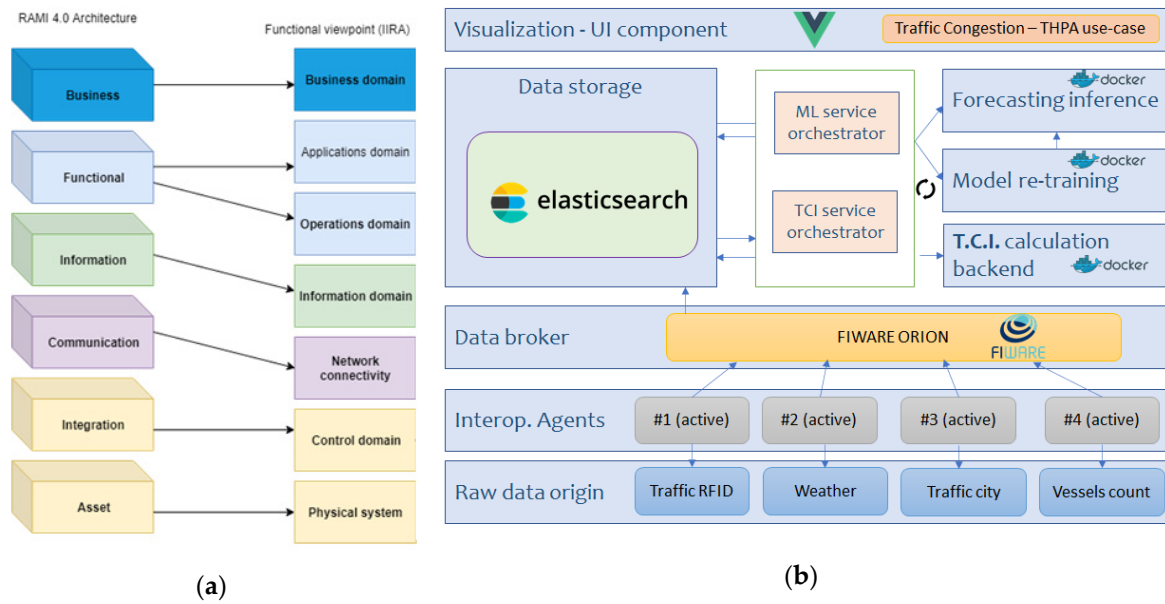 RAMI 4.0 Architecture
Functional viewpoint (IIRA)
Business
Business domain
Functional
Applications domain
Operations domain
Information
Information domain
Communication
Network
connectivity
Integration
Control domain
Asset
Physical system
(a)
Visualization - UI component
Traffic Congestion – THPA use-case
Data storage
elasticsearch
ML service
orchestrator
TCI service
orchestrator
docker
Forecasting inference
docker
Model re-training
T.C.I. calculation
backend
docker
Data broker
FIWARE ORION
FIWARE
Interop. Agents
#1 (active)
#2 (active)
#3 (active)
#4 (active)
Raw data origin
Traffic RFID
Weather
Traffic city
Vessels count
(b)